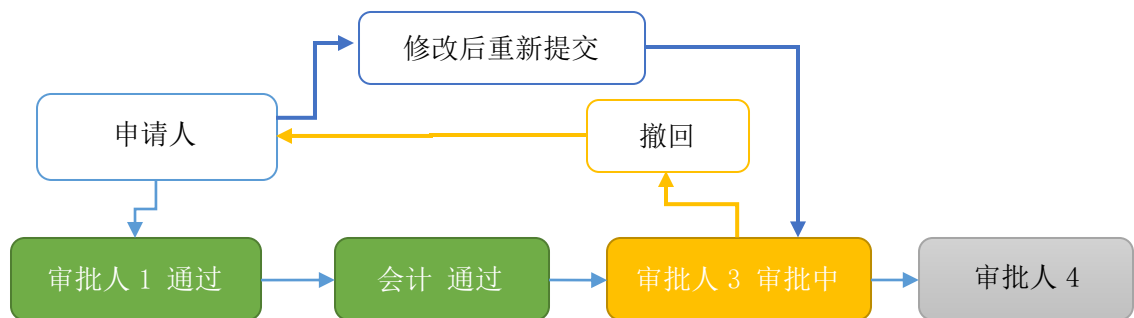 修改后重新提交
申请人
撤回
审批人 1 通过
会计 通过
审批人 3 审批中
审批人 4